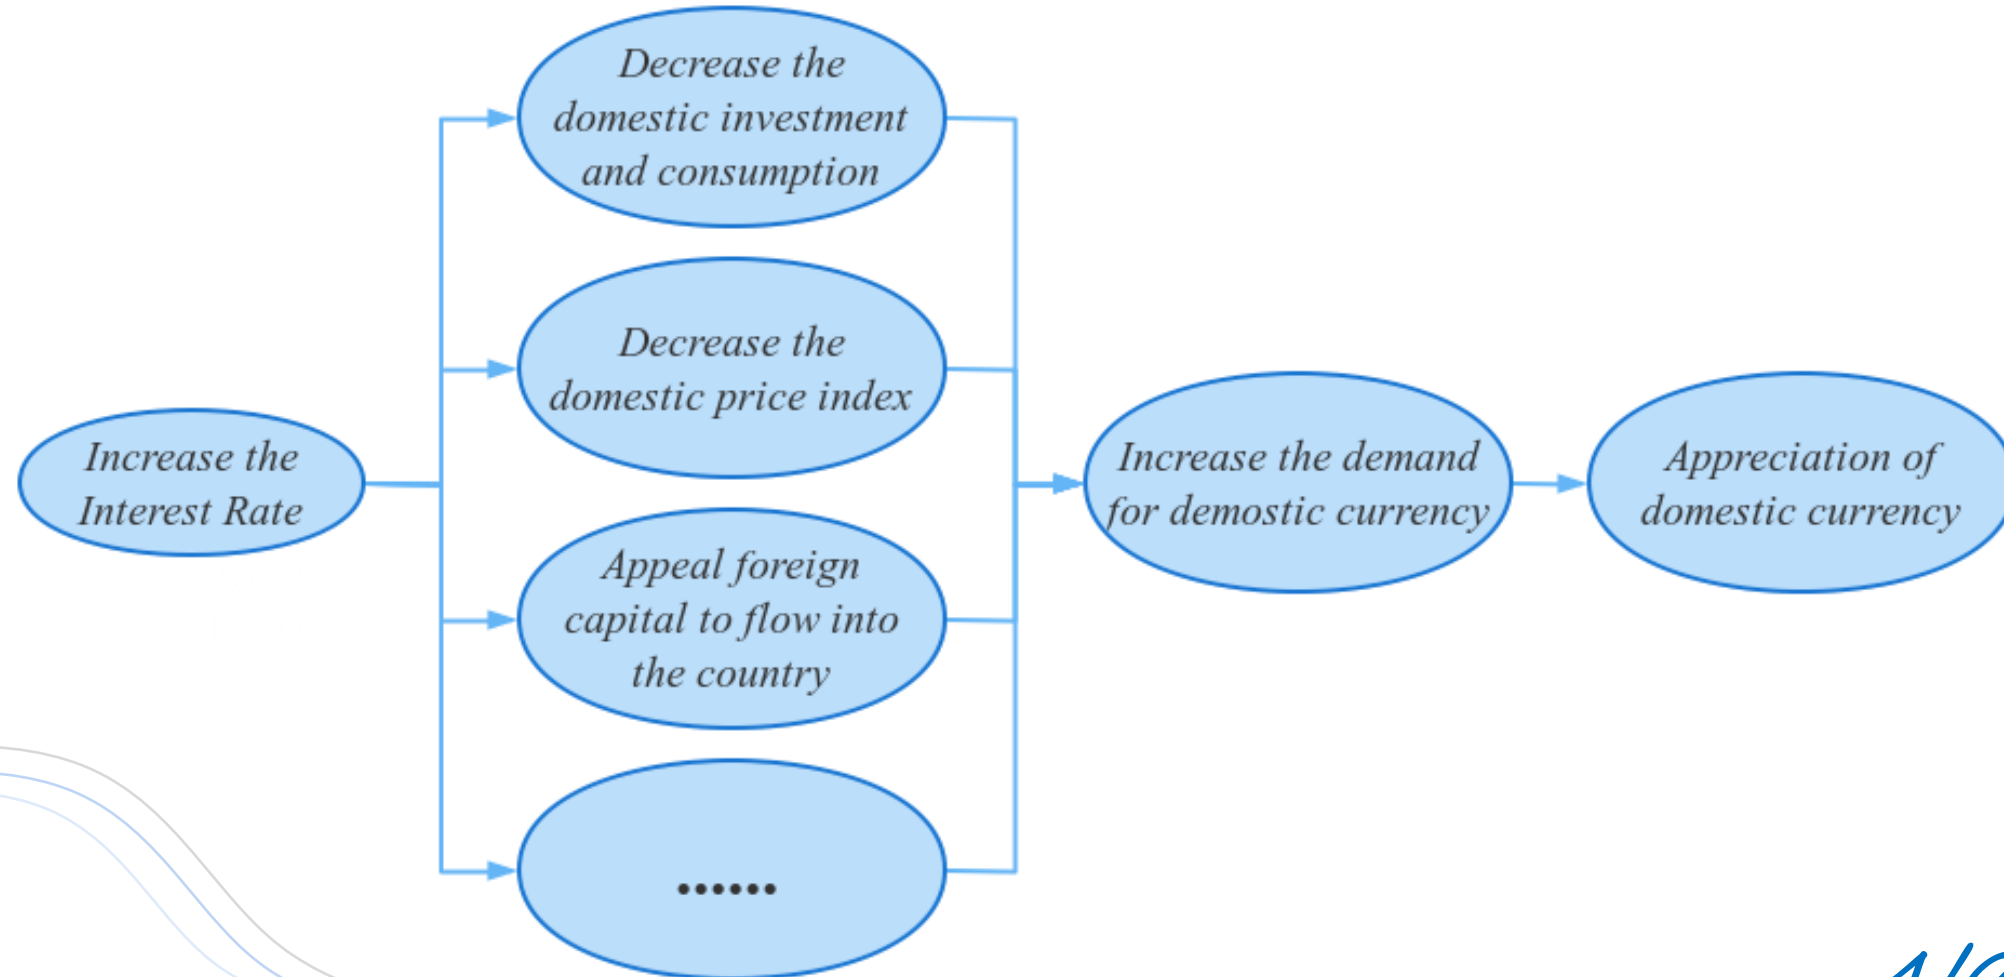 Decrease the
domestic investment
and consumption
Decrease the
domestic price index
Increase the
Interest Rate
Appeal foreign
capital to flow into
the country
......
Increase the demand
for demostic currency
Appreciation of
domestic currency